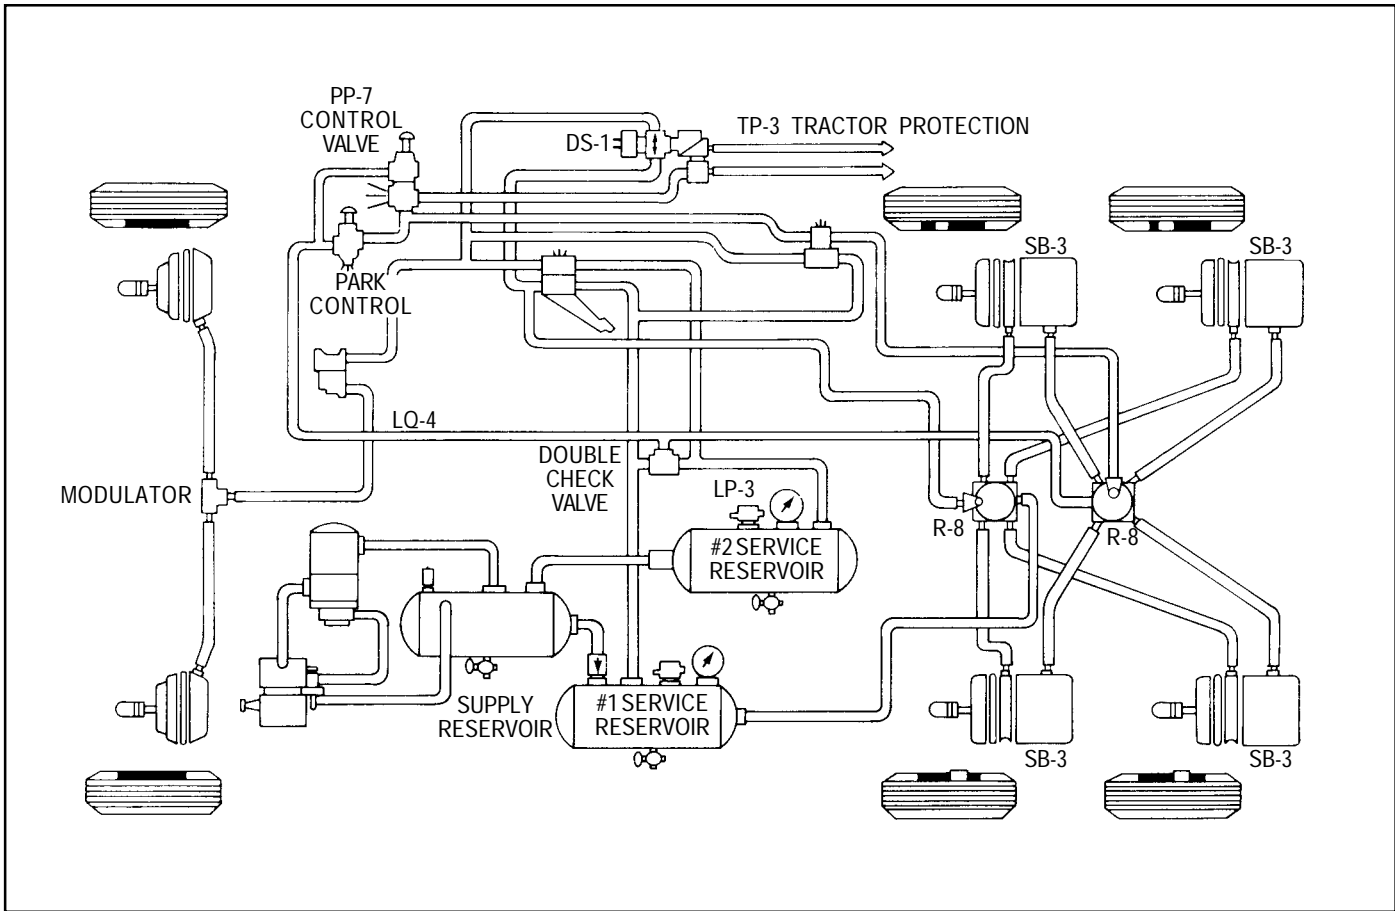 PP-7
CONTROL
VALVE
DS-1
TP-3 TRACTOR PROTECTION
SB-3
SB-3
PARK
CONTROL
LQ-4
DOUBLE
CHECK
VALVE
MODULATOR
LP-3
R-8
R-8
#2 SERVICE
RESERVOIR
SUPPLY
RESERVOIR
#1 SERVICE
RESERVOIR
SB-3
SB-3